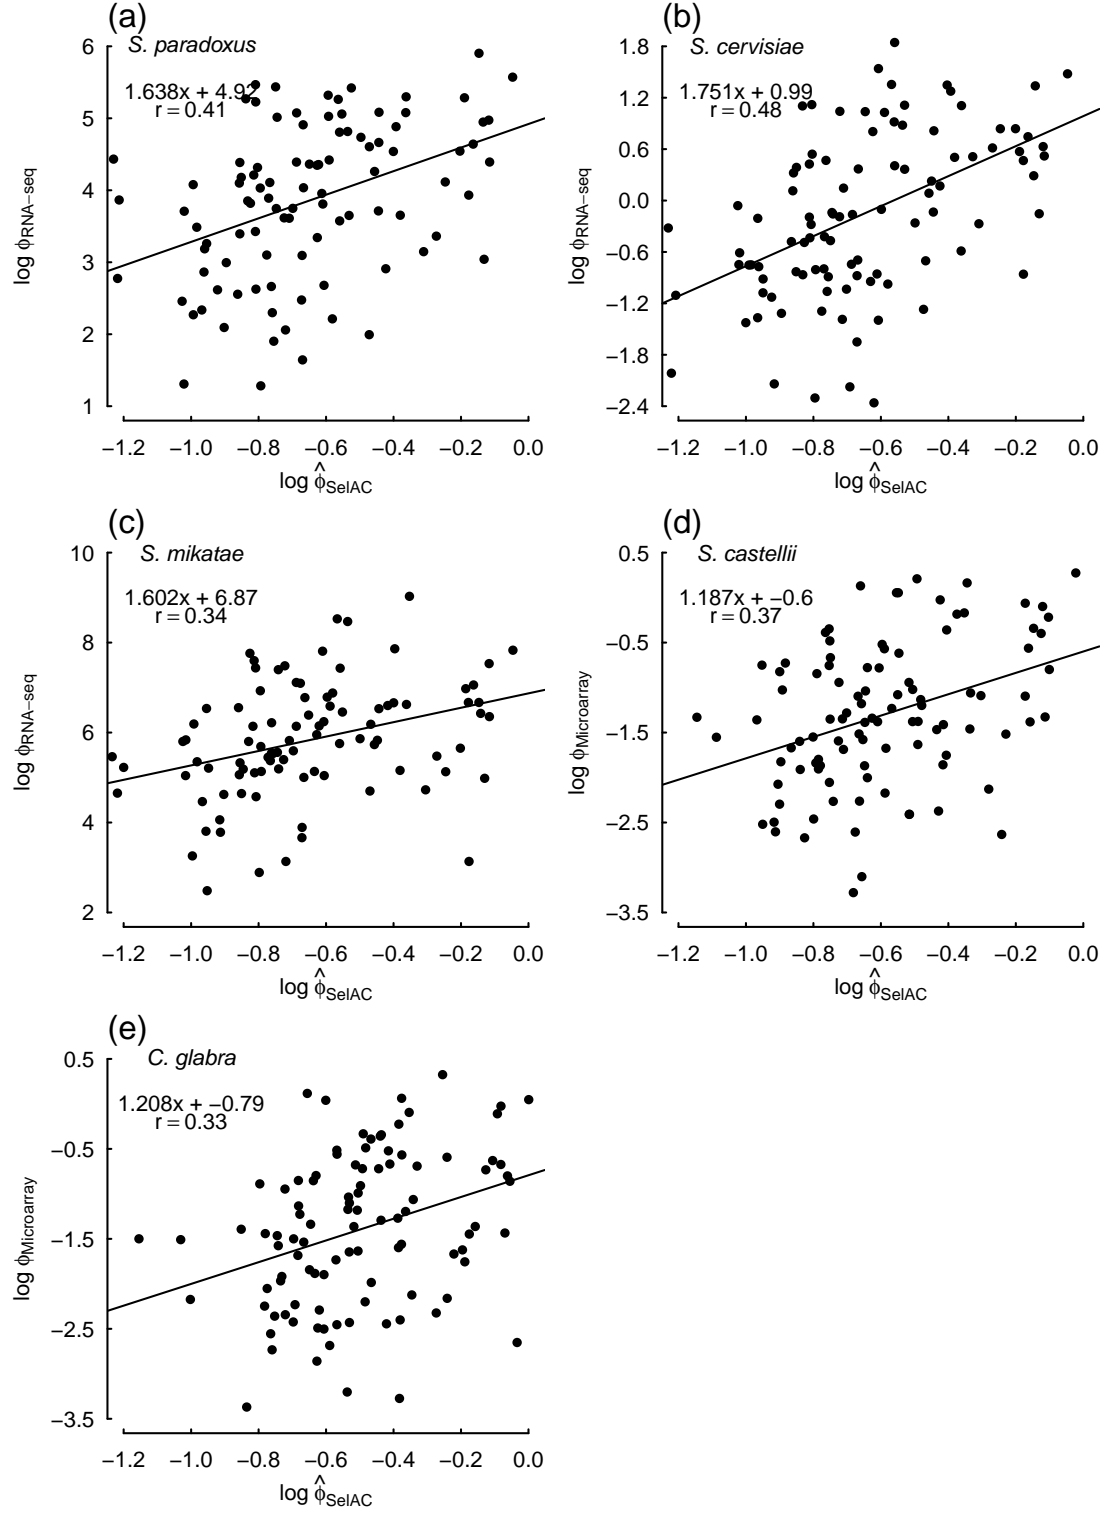 (a)
S. paradoxus
1.638x + 4.92
r = 0.41
6
5
4
3
2
1
log ϕRNA−seq
−1.2 −1.0 −0.8 −0.6 −0.4 −0.2 0.0
log ϕ̂SelAC
(b)
S. cervisiae
1.751x + 0.99
r = 0.48
1.8
1.2
0.6
0.0
−0.6
−1.2
−1.8
−2.4
log ϕRNA−seq
−1.2 −1.0 −0.8 −0.6 −0.4 −0.2 0.0
log ϕ̂SelAC
(c)
S. mikatae
1.602x + 6.87
r = 0.34
10
8
6
4
2
log ϕRNA−seq
−1.2 −1.0 −0.8 −0.6 −0.4 −0.2 0.0
log ϕ̂SelAC
(d)
S. castellii
1.187x + −0.6
r = 0.37
0.5
−0.5
−1.5
−2.5
−3.5
log ϕMicroarray
−1.2 −1.0 −0.8 −0.6 −0.4 −0.2 0.0
log ϕ̂SelAC
(e)
C. glabra
1.208x + −0.79
r = 0.33
0.5
−0.5
−1.5
−2.5
−3.5
log ϕMicroarray
−1.2 −1.0 −0.8 −0.6 −0.4 −0.2 0.0
log ϕ̂SelAC